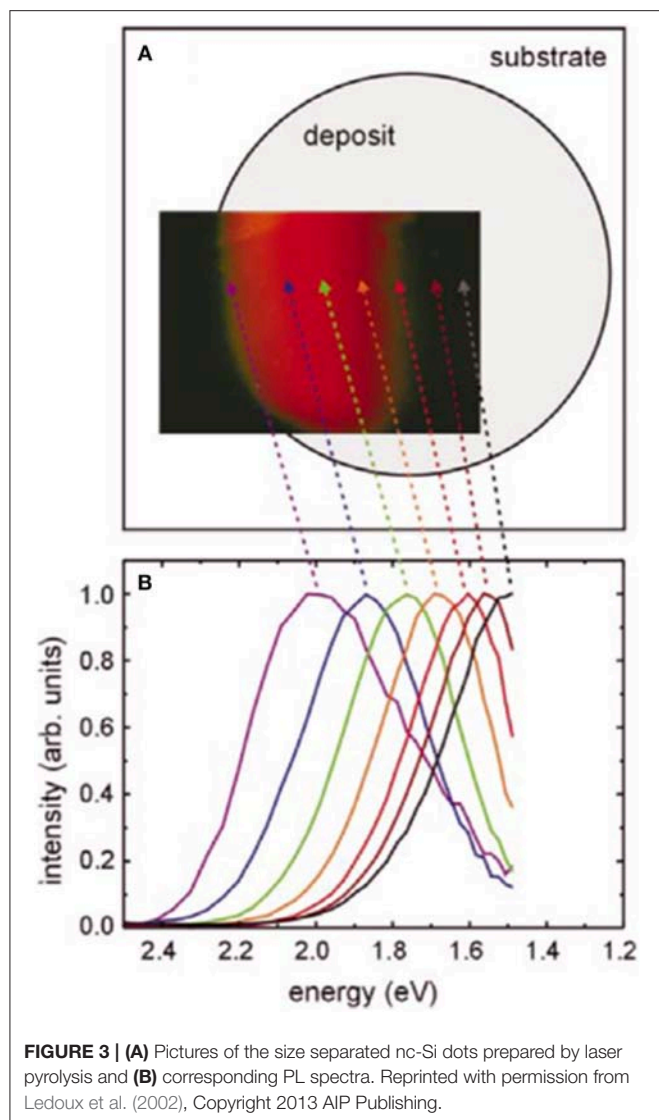 A
substrate
deposit
B
1.0
0.8
0.6
0.4
0.2
0.0
intensity (arb. units)
2.4 2.2 2.0 1.8 1.6 1.4 1.2
energy (eV)
FIGURE 3 | (A) Pictures of the size separated nc-Si dots prepared by laser
pyrolysis and (B) corresponding PL spectra. Reprinted with permission from
Ledoux et al. (2002), Copyright 2013 AIP Publishing.